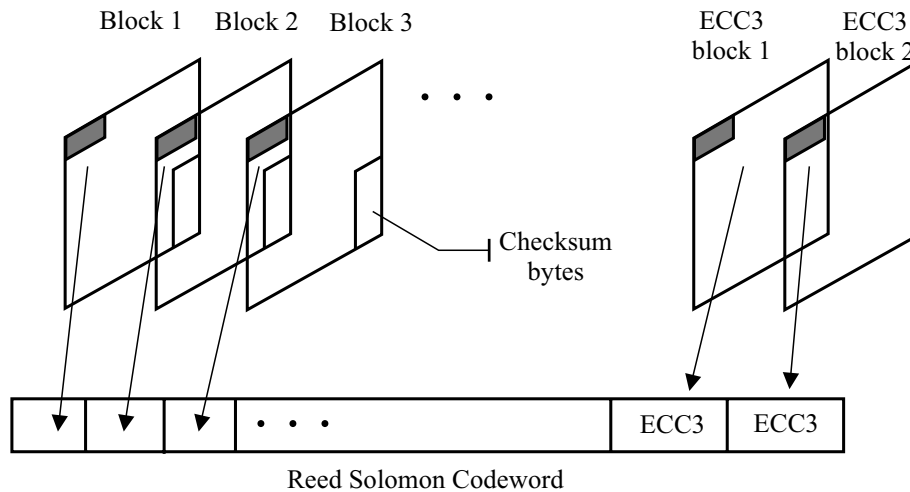 Block 1
Block 2
Block 3
ECC3
block 1
ECC3
block 2
. . .
Checksum
bytes
. . .
ECC3
ECC3
Reed Solomon Codeword